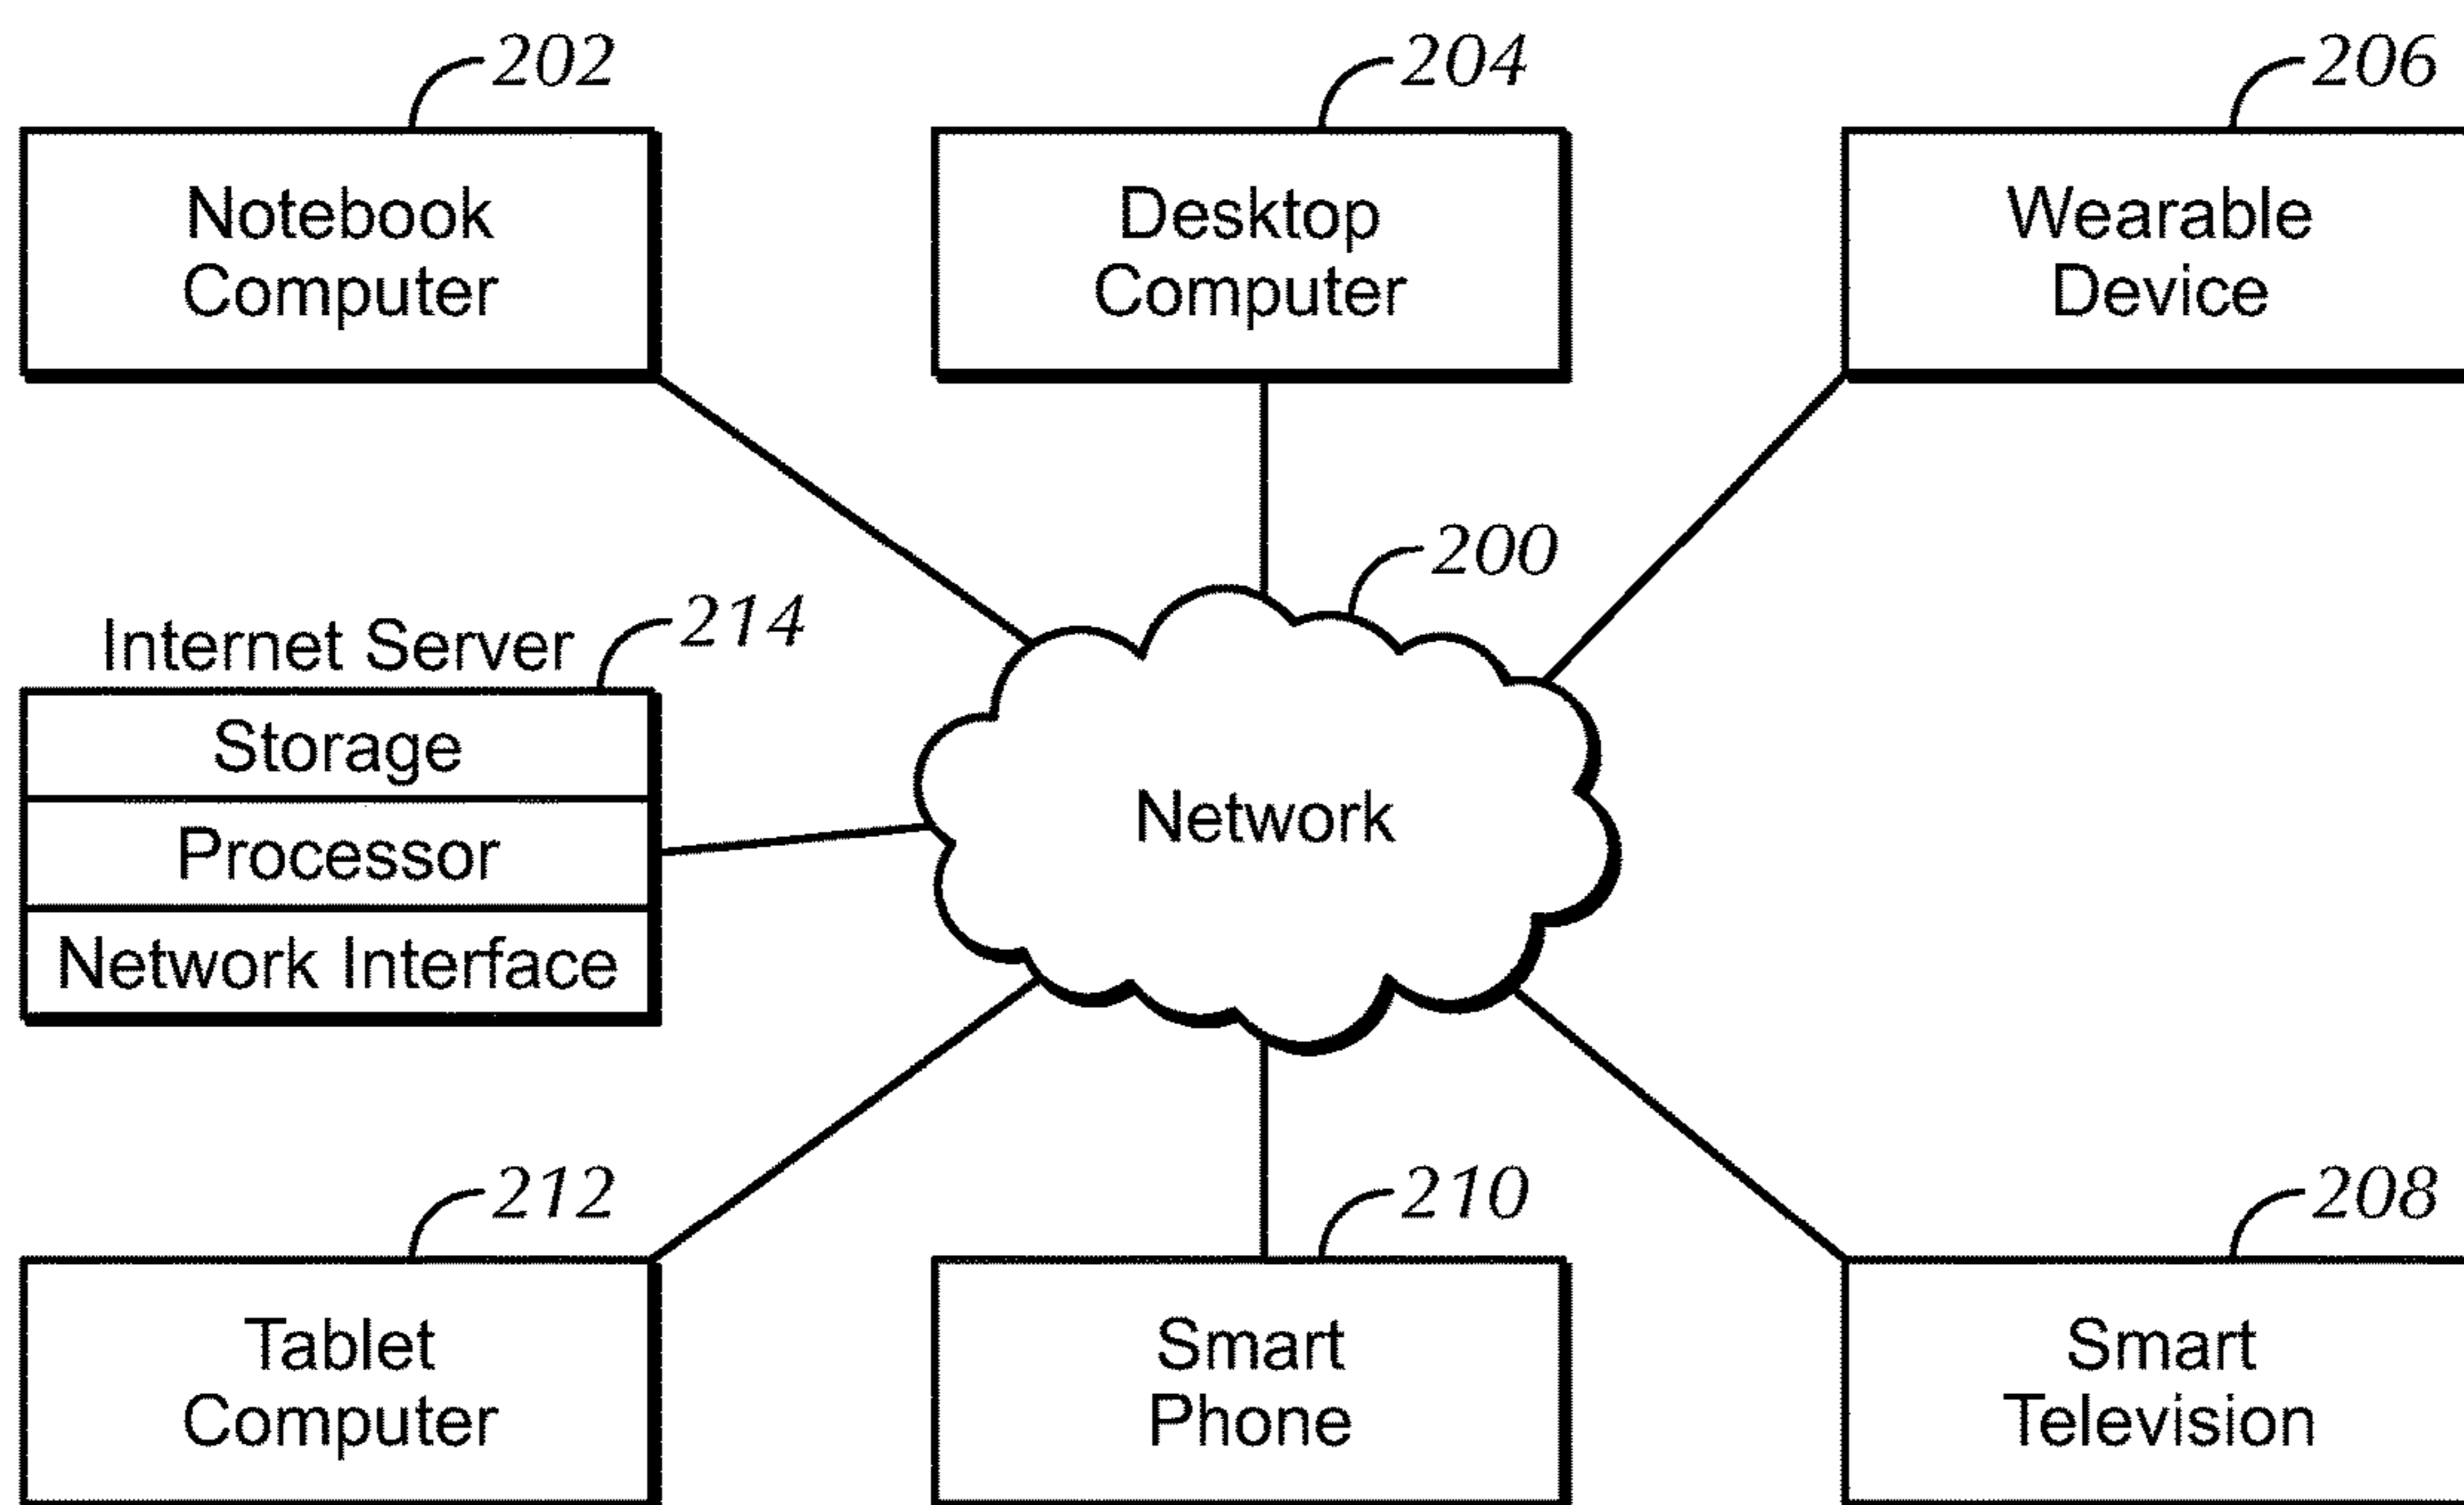 202
204
206
Notebook
Computer
Desktop
Computer
Wearable
Device
200
Internet Server
214
Storage
Processor
Network Interface
Network
212
210
208
Tablet
Computer
Smart
Phone
Smart
Television